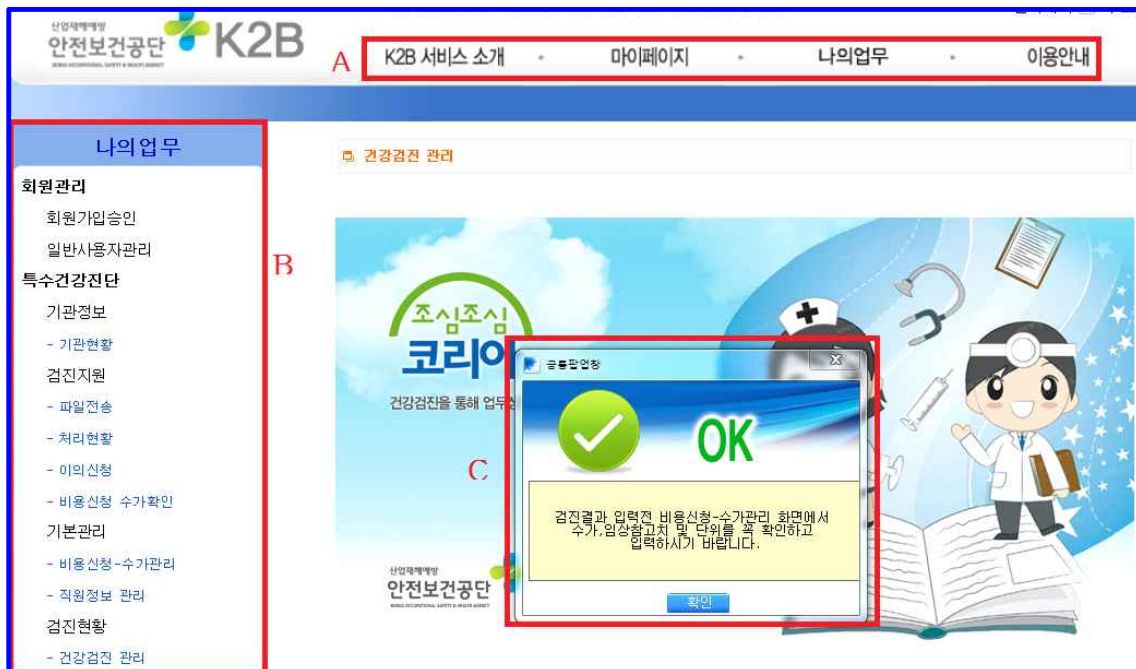 산업재해예방
안전보건공단
K2B
A
K2B 서비스 소개
마이페이지
나의업무
이용안내
나의업무
회원관리
회원가입승인
일반사용자관리
특수건강진단
기관정보
- 기관현황
검진지원
- 파일전송
- 처리현황
- 이의신청
- 비용신청 수가확인
기본관리
- 비용신청-수가관리
- 직원정보 관리
검진현황
- 건강검진 관리
B
건강검진 관리
조심조심
코리아
건강검진을 통해 업무상
C
공통팝업창
OK
검진결과 입력전 비용신청-수가관리 화면에서
수가,임상참고치 및 단위를 꼭 확인하고
입력하시기 바랍니다.
확인
산업재해예방
안전보건공단